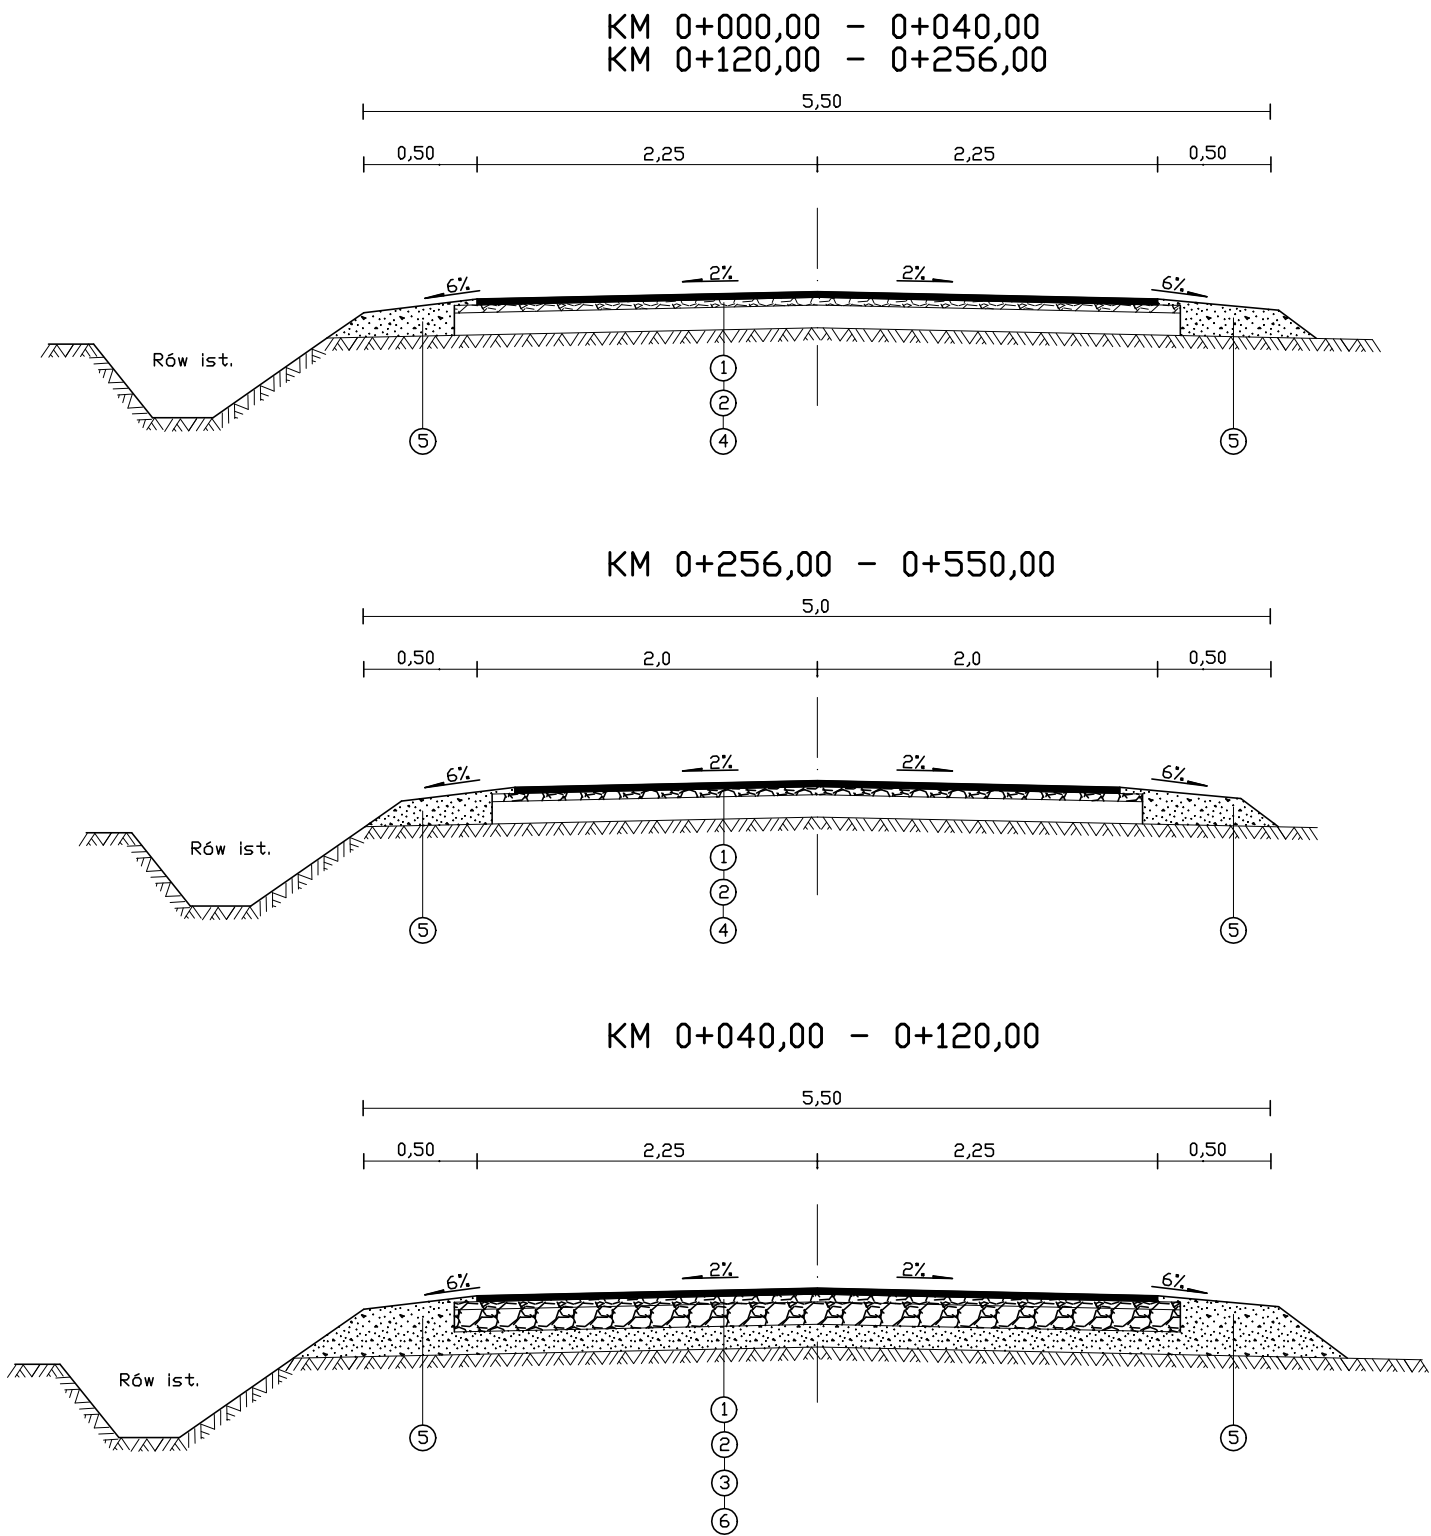 KM 0+000,00 - 0+040,00
KM 0+120,00 - 0+256,00
5,50
0,50 2,25 2,25 0,50
6% 2% 2% 6%
Rów ist.
1
2
5 4 5
KM 0+256,00 - 0+550,00
5,0
0,50 2,0 2,0 0,50
6% 2% 2% 6%
Rów ist.
1
2
5 4 5
KM 0+040,00 - 0+120,00
5,50
0,50 2,25 2,25 0,50
6% 2% 2% 6%
Rów ist.
1
5 2 5
3
6